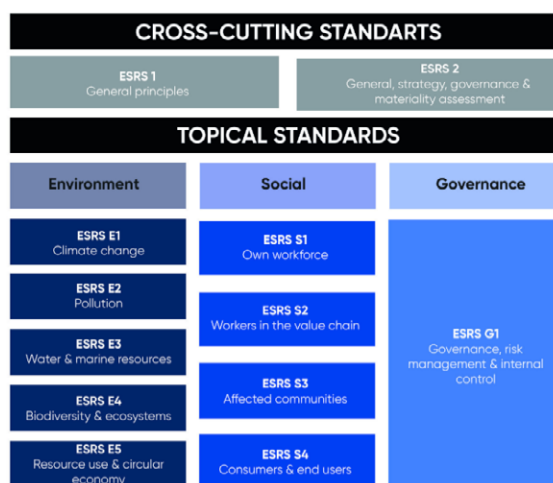 CROSS-CUTTING STANDARTS
ESRS 1
General principles
ESRS 2
General, strategy, governance &
materiality assessment
TOPICAL STANDARDS
Environment
Social
Governance
ESRS E1
Climate change
ESRS E2
Pollution
ESRS E3
Water & marine resources
ESRS E4
Biodiversity & ecosystems
ESRS E5
Resource use & circular
economy
ESRS S1
Own workforce
ESRS S2
Workers in the value chain
ESRS S3
Affected communities
ESRS S4
Consumers & end users
ESRS G1
Governance, risk
management & internal
control